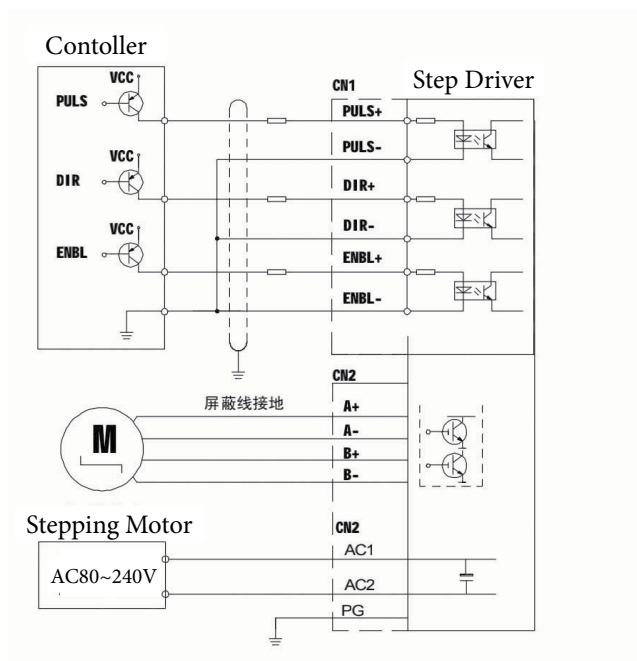 Contoller
Step Driver
VCC
PULS
VCC
DIR
VCC
ENBL
CN1
PULS+
PULS-
DIR+
DIR-
ENBL+
ENBL-
CN2
屏蔽线接地
A+
A-
B+
B-
M
Stepping Motor
CN2
AC80~240V
AC1
AC2
PG